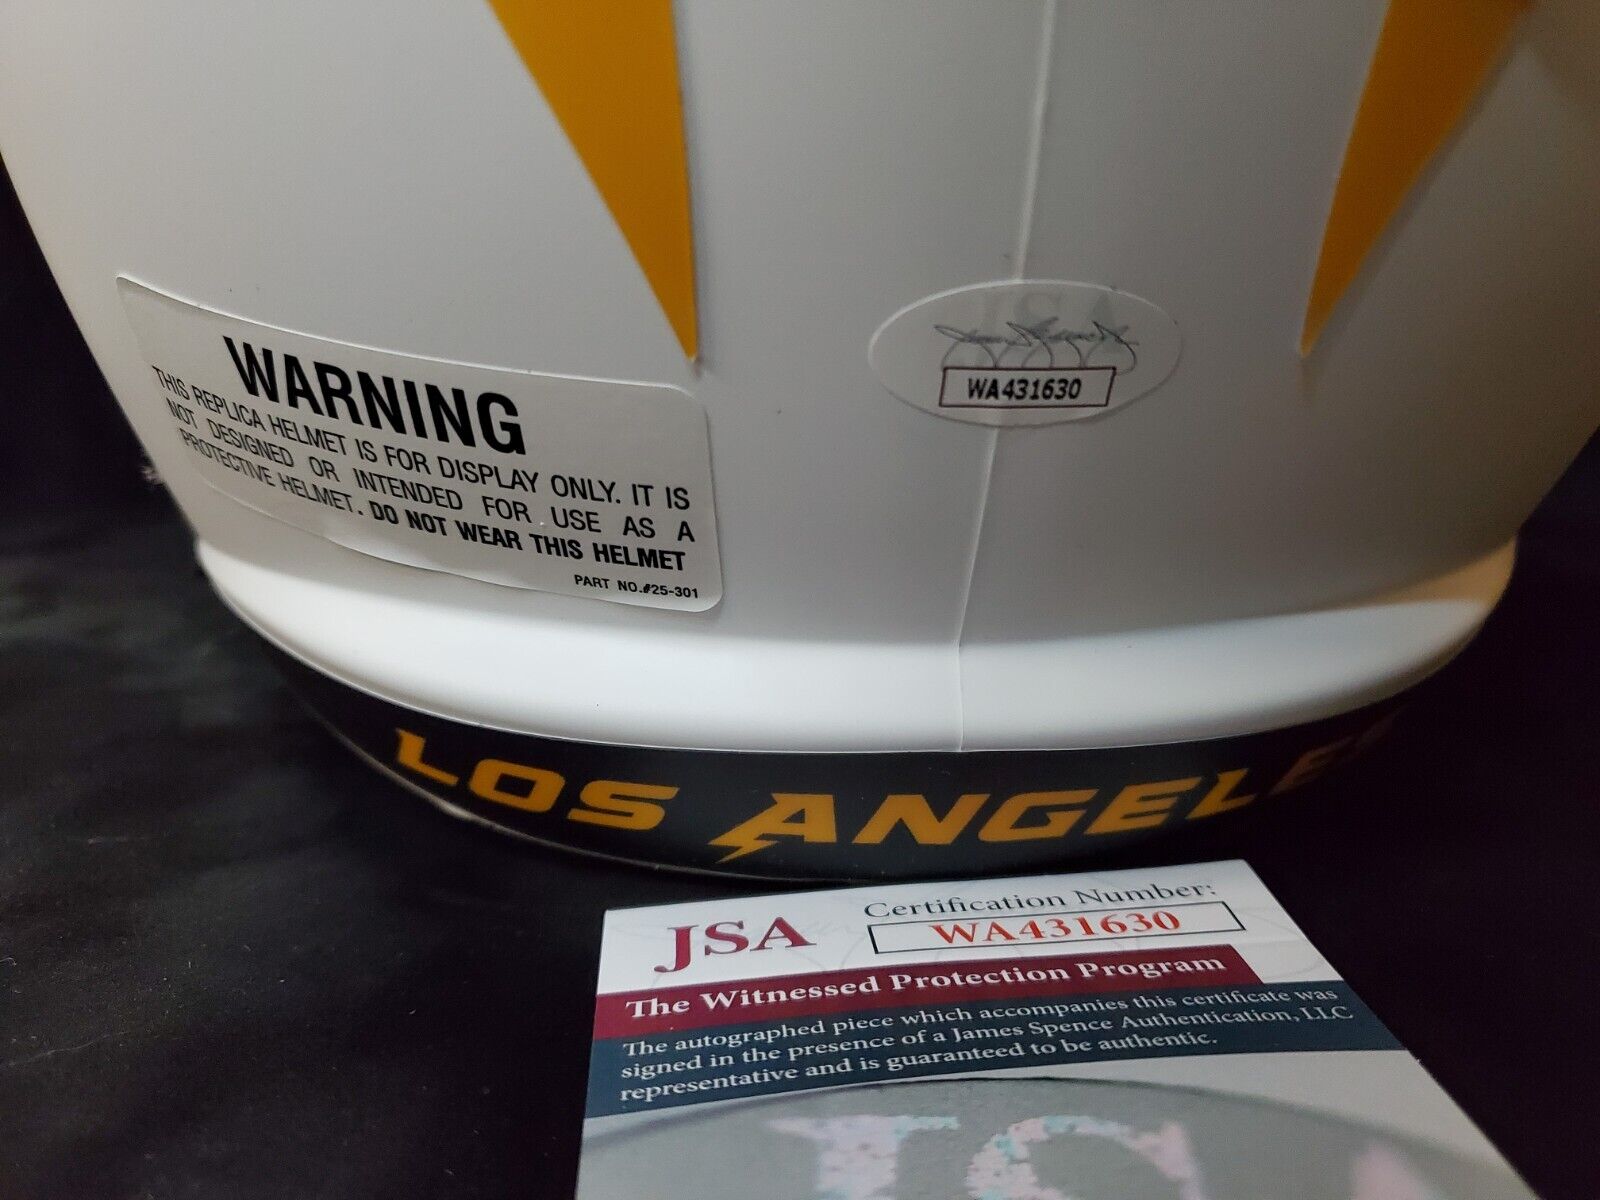 WARNING
THIS REPLICA HELMET IS FOR DISPLAY ONLY. IT IS
NOT DESIGNED OR INTENDED FOR USE AS A
PROTECTIVE HELMET. DO NOT WEAR THIS HELMET
PART NO.#25-301
JSA
WA431630
LOS ANGELES
JSA
Certification Number:
WA431630
The Witnessed Protection Program
The autographed piece which accompanies this certificate was
signed in the presence of a James Spence Authentication, LLC
representative and is guaranteed to be authentic.
JSA